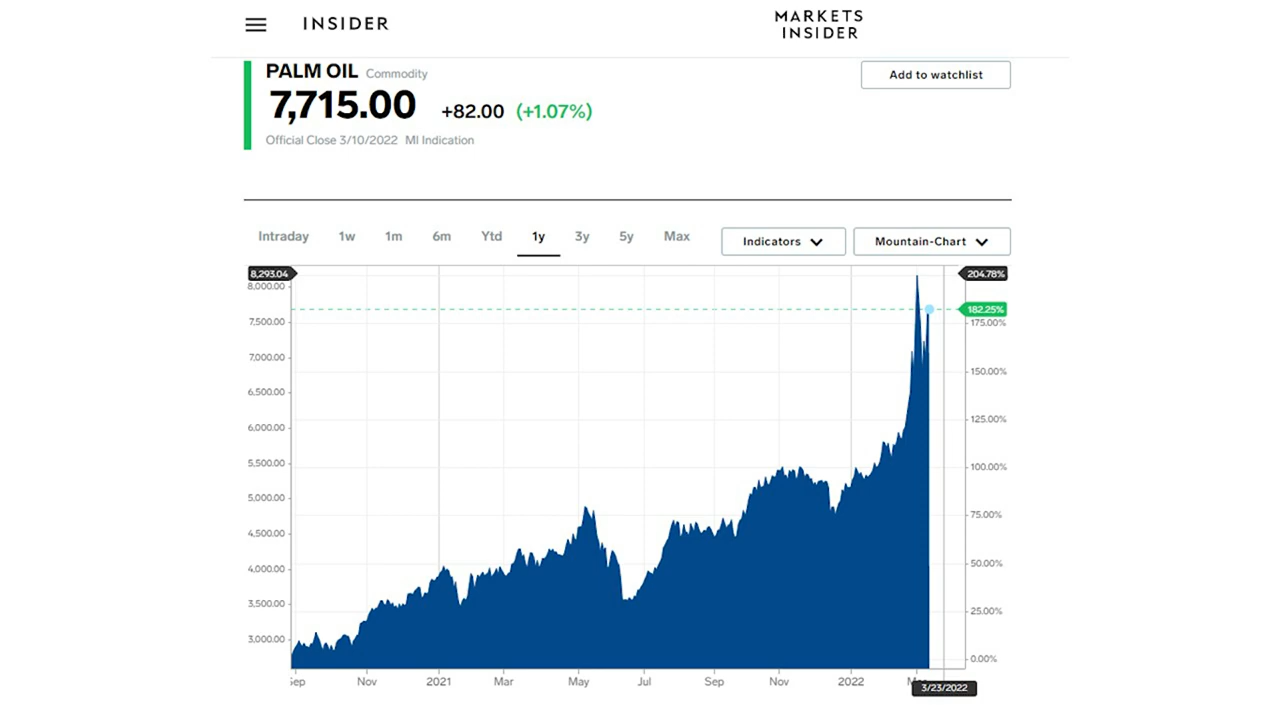 INSIDER
MARKETS
INSIDER
PALM OIL Commodity
Add to watchlist
7,715.00 +82.00 (+1.07%)
Official Close 3/10/2022 MI Indication
Intraday 1w 1m 6m Ytd 1y 3y 5y Max
Indicators
Mountain-Chart
8,293.04
204.78%
8,000.00
182.25%
7,500.00
175.00%
7,000.00
150.00%
6,500.00
125.00%
6,000.00
100.00%
5,500.00
5,000.00
75.00%
4,500.00
50.00%
4,000.00
25.00%
3,500.00
3,000.00
0.00%
ep Nov 2021 Mar May Jul Sep Nov 2022
3/23/2022